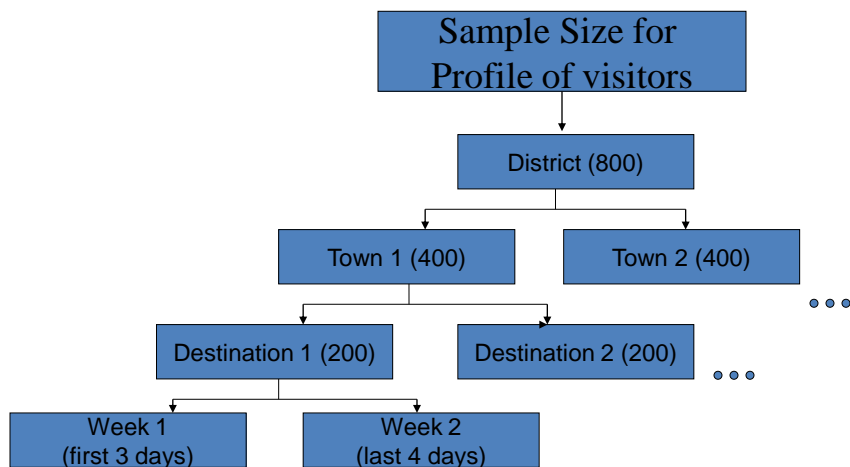 Sample Size for
Profile of visitors
District (800)
Town 1 (400)
Town 2 (400)
Destination 1 (200)
Destination 2 (200)
Week 1
(first 3 days)
Week 2
(last 4 days)